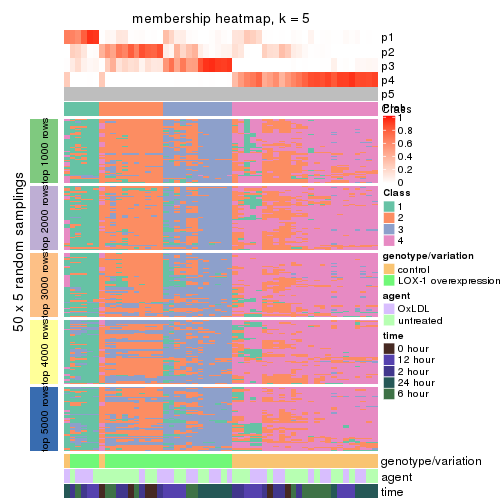 membership heatmap, k = 5
p1
p2
p3
p4
p5
Prob
Class
1
0.8
0.6
0.4
0.2
0
Class
1
2
3
4
genotype/variation
control
LOX-1 overexpression
agent
OxLDL
untreated
time
0 hour
12 hour
2 hour
24 hour
6 hour
50 x 5 random samplings
top 1000 rows
top 2000 rows
top 3000 rows
top 4000 rows
top 5000 rows
genotype/variation
agent
time